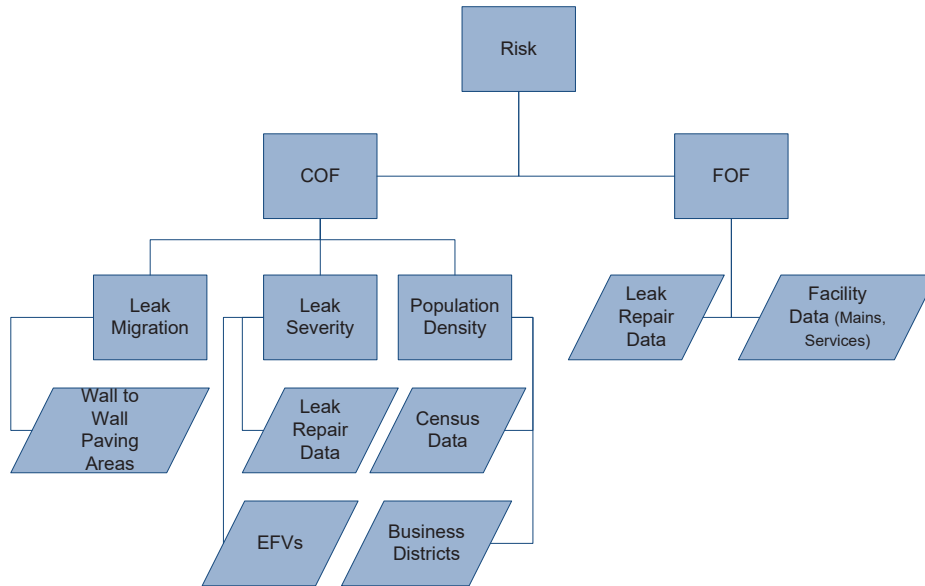 Risk
COF
FOF
Leak
Migration
Leak
Severity
Population
Density
Leak
Repair
Data
Facility
Data (Mains,
Services)
Wall to
Wall
Paving
Areas
Leak
Repair
Data
Census
Data
EFVs
Business
Districts